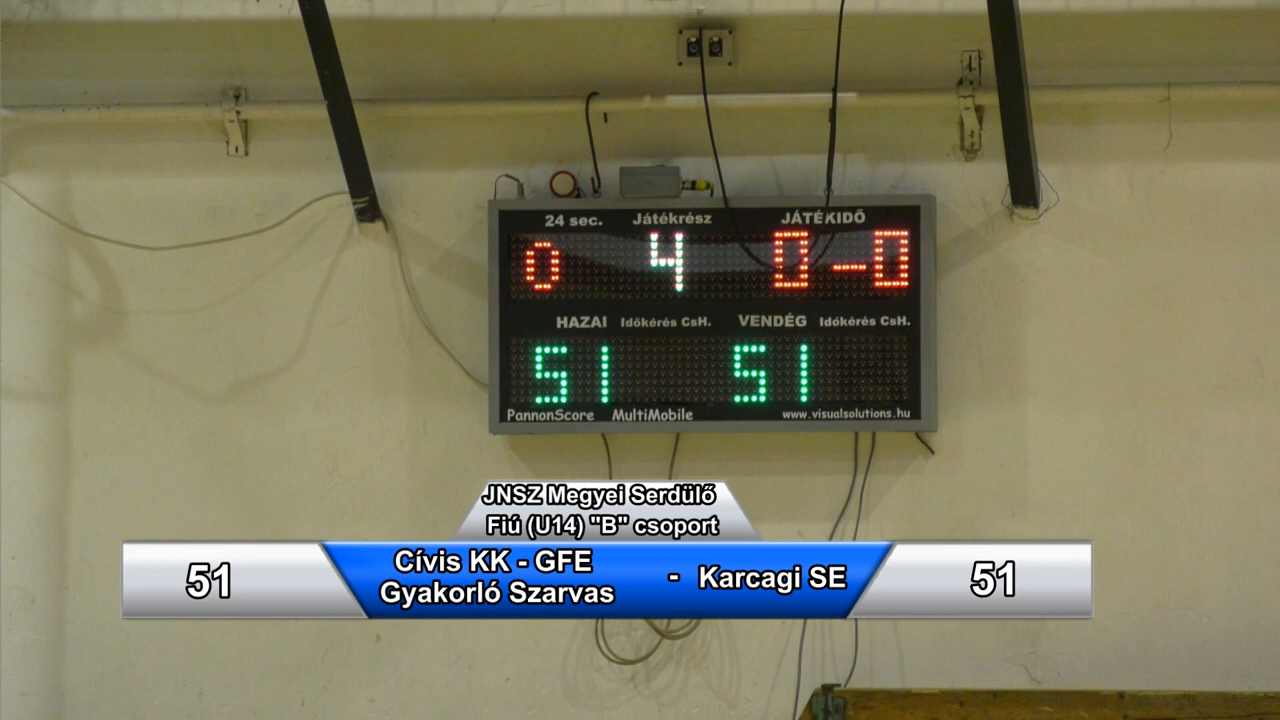 24 sec. Játékrész JÁTÉKIDŐ
0 4 0-0
HAZAI Időkérés CsH. VENDÉG Időkérés CsH.
51 51
PannonScore MultiMobile www.visualsolutions.hu
JNSZ Megyei Serdülő
Fiú (U14) "B" csoport
51
Cívis KK - GFE
Gyakorló Szarvas
- Karcagi SE
51